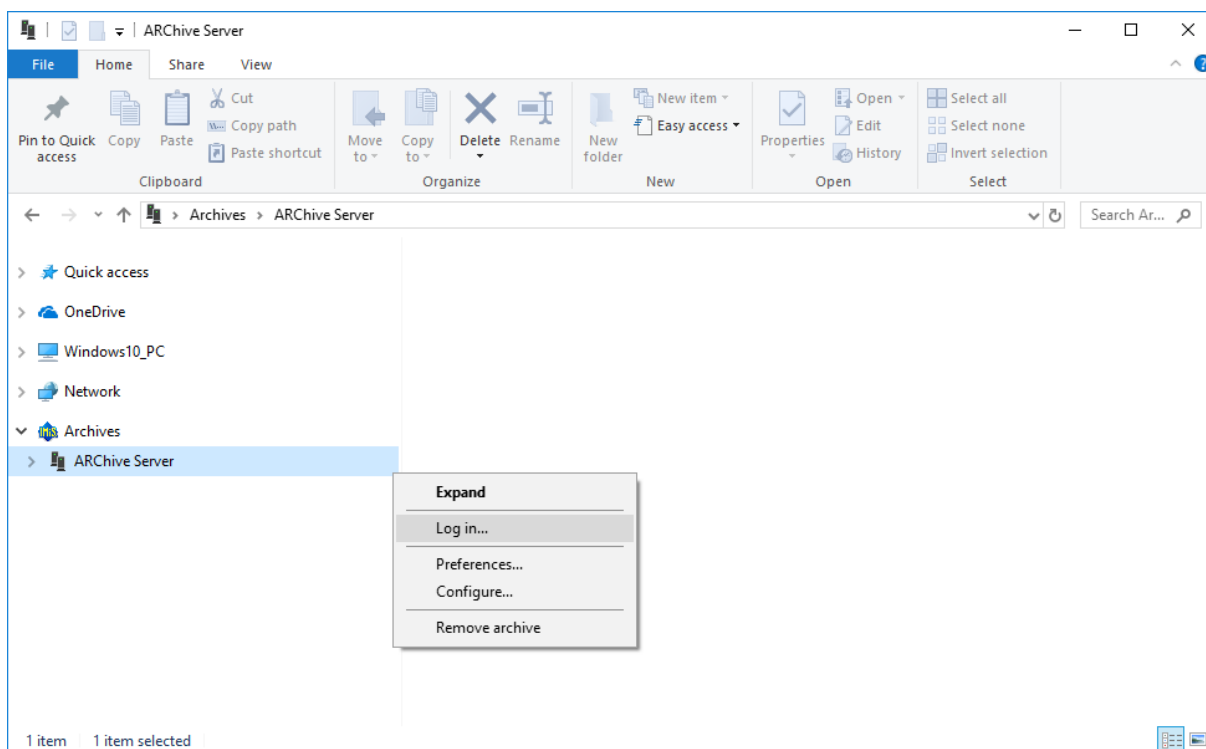 ARChive Server
File Home Share View
Pin to Quick access
Copy
Paste
Cut
Copy path
Paste shortcut
Move to
Copy to
Delete
Rename
New folder
New item
Easy access
Properties
Open
Edit
History
Select all
Select none
Invert selection
Clipboard Organize New Open Select
Archives ARChive Server
Search Ar...
Quick access
OneDrive
Windows10_PC
Network
Archives
ARChive Server
Expand
Log in...
Preferences...
Configure...
Remove archive
1 item 1 item selected